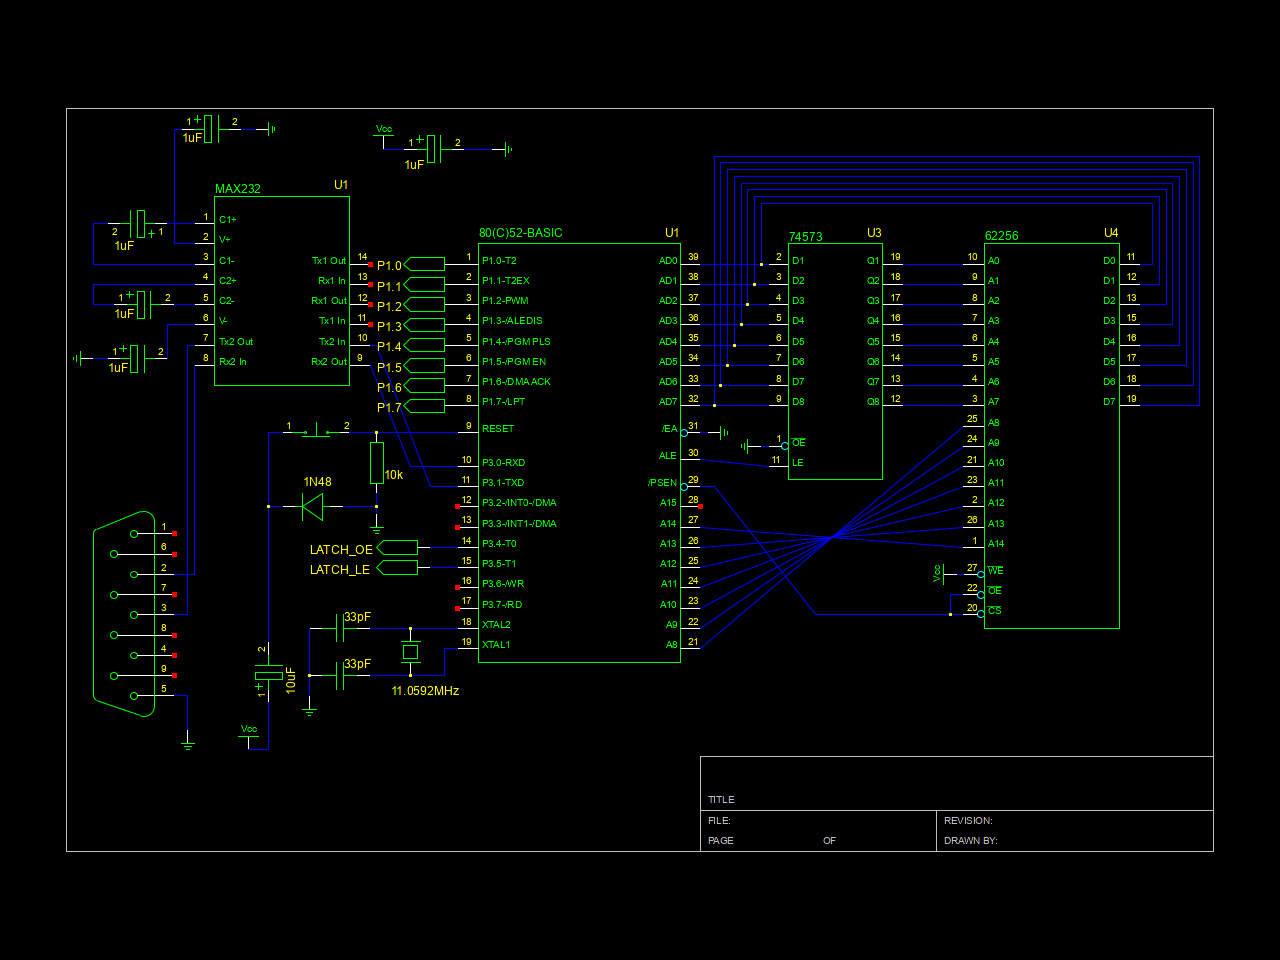 1 + 2
1uF
Vcc
1 + 2
1uF
MAX232 U1
1 C1+
2 V+
3 C1-
4 C2+
5 C2-
6 V-
7 Tx2 Out
8 Rx2 In
Tx1 Out 14
Rx1 In 13
Rx1 Out 12
Tx1 In 11
Tx2 In 10
Rx2 Out 9
2 + 1
1uF
1 + 2
1uF
1 + 2
1uF
P1.0
P1.1
P1.2
P1.3
P1.4
P1.5
P1.6
P1.7
80(C)52-BASIC U1
1 P1.0-T2
2 P1.1-T2EX
3 P1.2-PWM
4 P1.3-/ALEDIS
5 P1.4-/PGM PLS
6 P1.5-/PGM EN
7 P1.6-/DMA ACK
8 P1.7-/LPT
9 RESET
10 P3.0-RXD
11 P3.1-TXD
12 P3.2-/INT0-/DMA
13 P3.3-/INT1-/DMA
14 P3.4-T0
15 P3.5-T1
16 P3.6-/WR
17 P3.7-/RD
18 XTAL2
19 XTAL1
AD0 39
AD1 38
AD2 37
AD3 36
AD4 35
AD5 34
AD6 33
AD7 32
/EA 31
ALE 30
/PSEN 29
A15 28
A14 27
A13 26
A12 25
A11 24
A10 23
A9 22
A8 21
74573 U3
2 D1
3 D2
4 D3
5 D4
6 D5
7 D6
8 D7
9 D8
1 OE
11 LE
Q1 19
Q2 18
Q3 17
Q4 16
Q5 15
Q6 14
Q7 13
Q8 12
62256 U4
10 A0
9 A1
8 A2
7 A3
6 A4
5 A5
4 A6
3 A7
25 A8
24 A9
21 A10
23 A11
2 A12
26 A13
1 A14
Vcc
27 WE
22 OE
20 CS
D0 11
D1 12
D2 13
D3 15
D4 16
D5 17
D6 18
D7 19
1 2
10k
1N48
LATCH_OE
LATCH_LE
33pF
33pF
11.0592MHz
1
6
2
7
3
8
4
9
5
2
10uF
1 +
Vcc
TITLE
FILE: REVISION:
PAGE OF DRAWN BY: